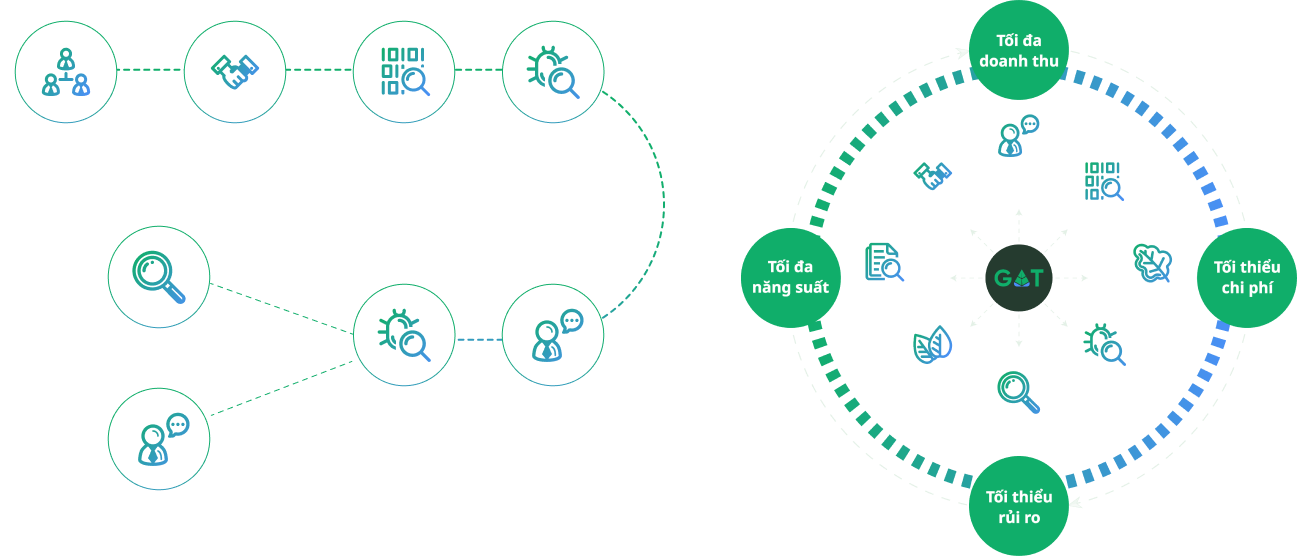 Tối đa
doanh thu
Tối đa
năng suất
GAT
Tối thiểu
chi phí
Tối thiểu
rủi ro